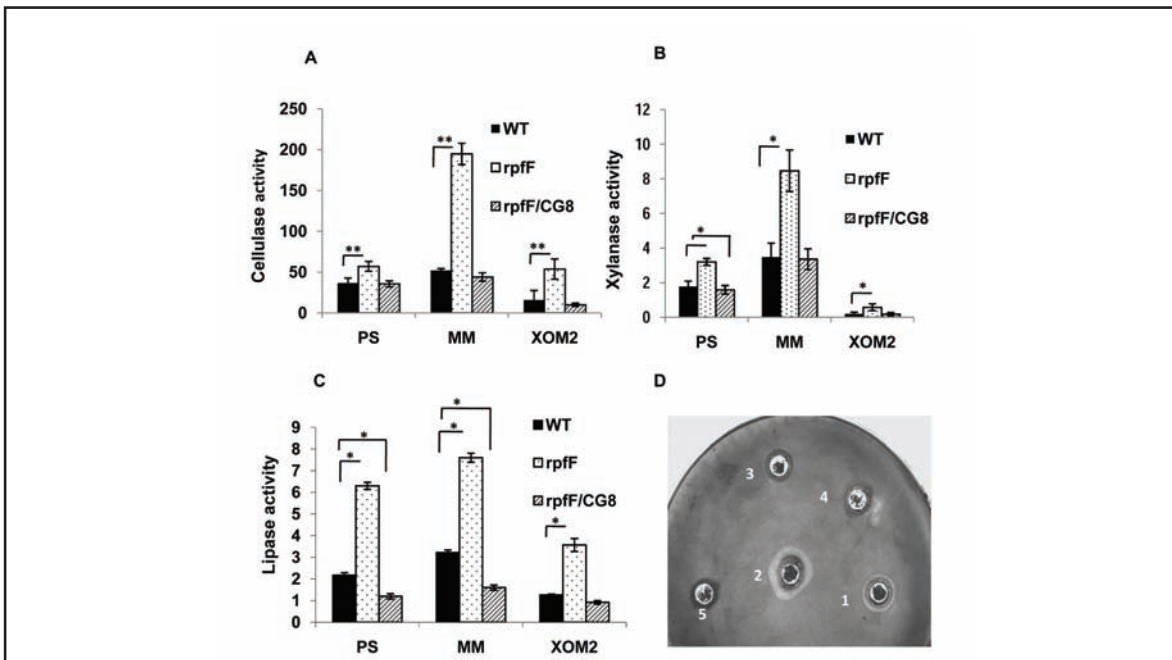 A
Cellulase activity
250
200
150
100
50
0
**
**
**
PS
MM
XOM2
WT
rpfF
rpfF/CG8
B
Xylanase activity
12
10
8
6
4
2
0
*
*
*
PS
MM
XOM2
WT
rpfF
rpfF/CG8
C
Lipase activity
9
8
7
6
5
4
3
2
1
0
*
*
*
*
*
PS
MM
XOM2
WT
rpfF
rpfF/CG8
D
3
4
2
1
5